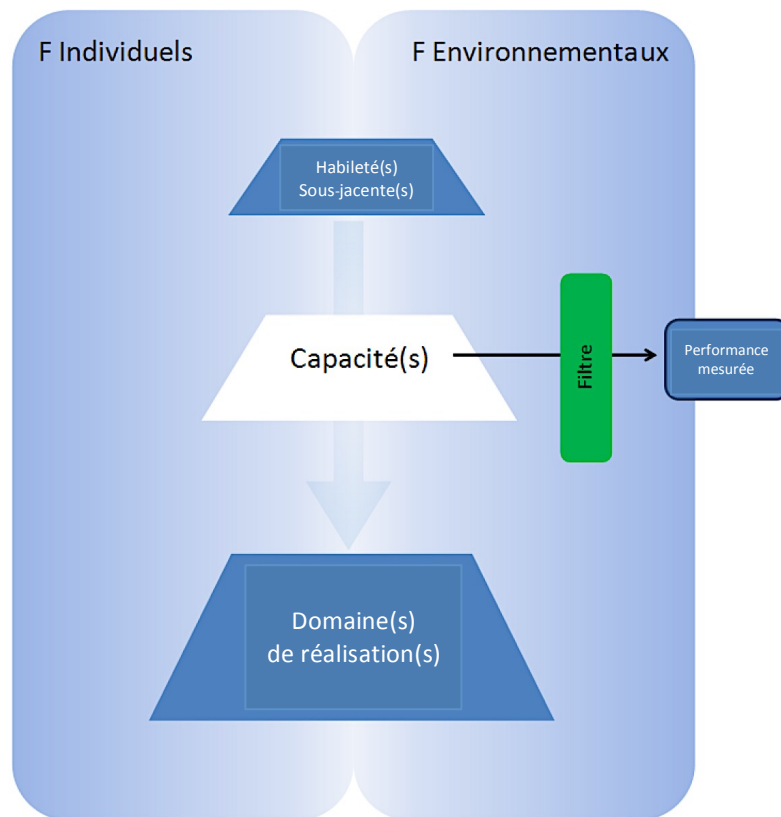 F Individuels
F Environnementaux
Habileté(s)
Sous-jacente(s)
Capacité(s)
Filtre
Performance
mesurée
Domaine(s)
de réalisation(s)